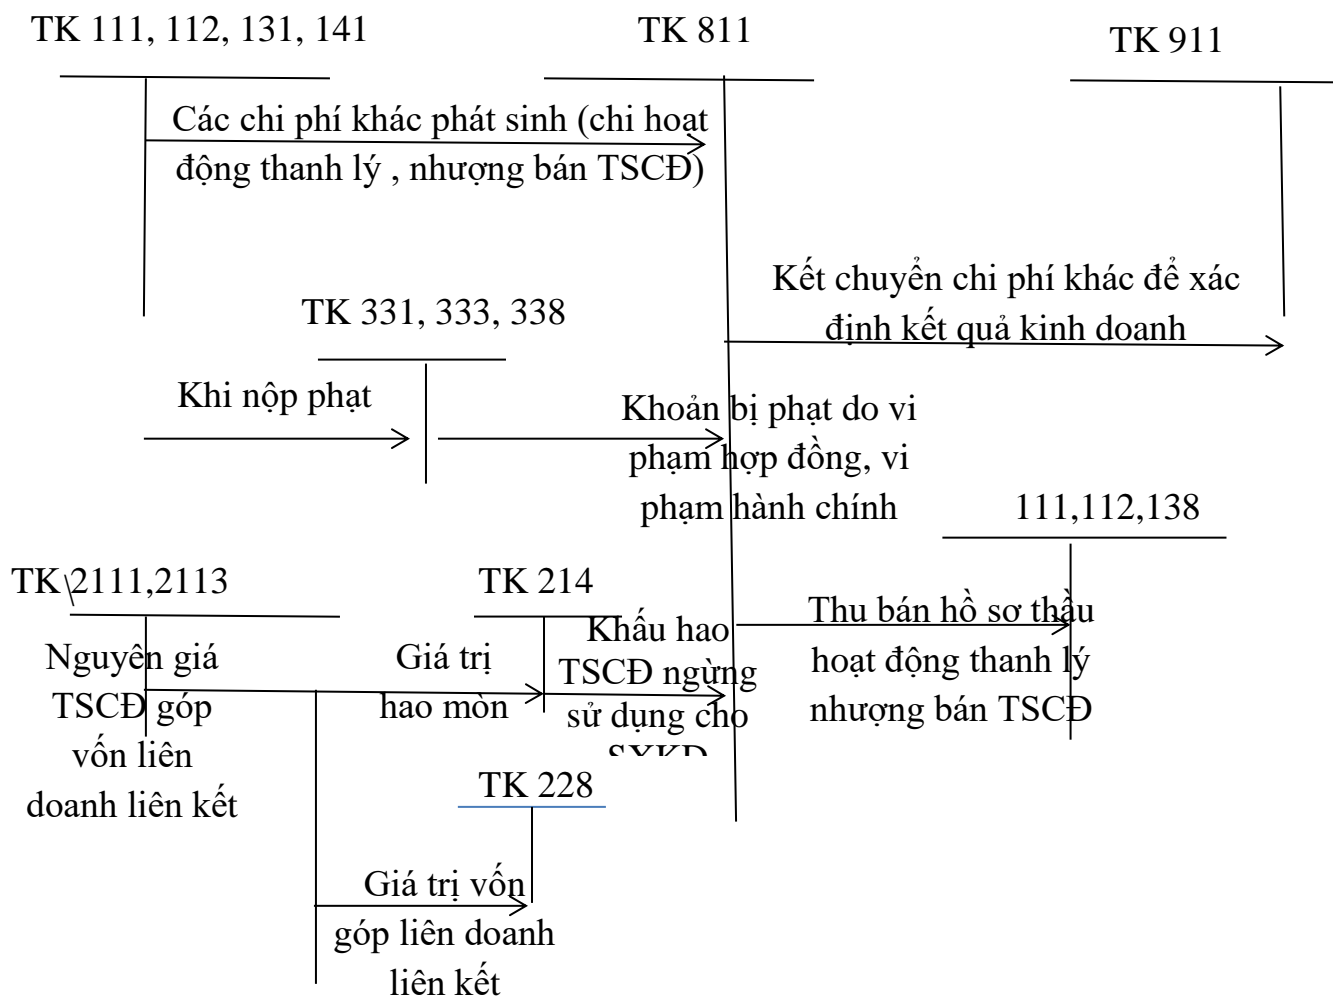 TK 111, 112, 131, 141
TK 811
TK 911
Các chi phí khác phát sinh (chi hoạt
động thanh lý , nhượng bán TSCĐ)
Kết chuyển chi phí khác để xác
định kết quả kinh doanh
TK 331, 333, 338
Khi nộp phạt
Khoản bị phạt do vi
phạm hợp đồng, vi
phạm hành chính
111,112,138
TK 2111,2113
TK 214
Nguyên giá
TSCĐ góp
vốn liên
doanh liên kết
Giá trị
hao mòn
Khấu hao
TSCĐ ngừng
sử dụng cho
SXKD
Thu bán hồ sơ thầu
hoạt động thanh lý
nhượng bán TSCĐ
TK 228
Giá trị vốn
góp liên doanh
liên kết